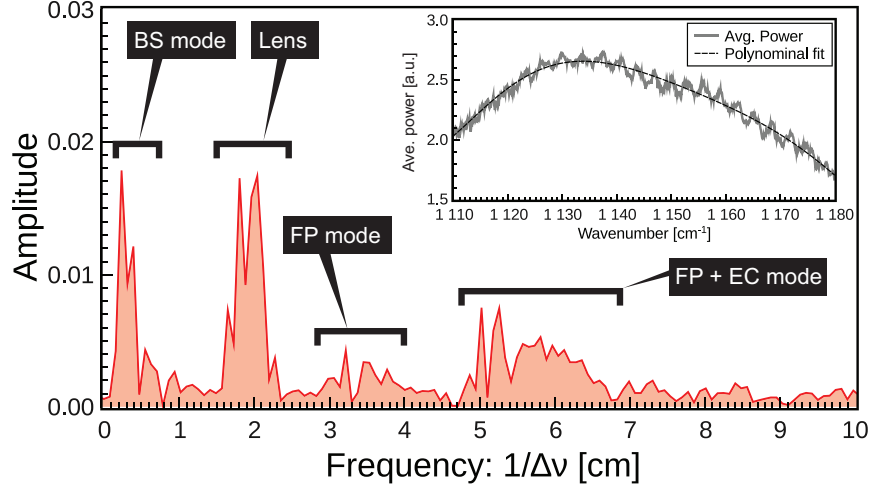 0.03
0.02
0.01
0.00
Amplitude
BS mode
Lens
FP mode
FP + EC mode
0 1 2 3 4 5 6 7 8 9 10
Frequency: 1/Δν [cm]
3.0
2.5
2.0
1.5
Ave. power [a.u.]
Avg. Power
Polynominal fit
1 110 1 120 1 130 1 140 1 150 1 160 1 170 1 180
Wavenumber [cm-1]